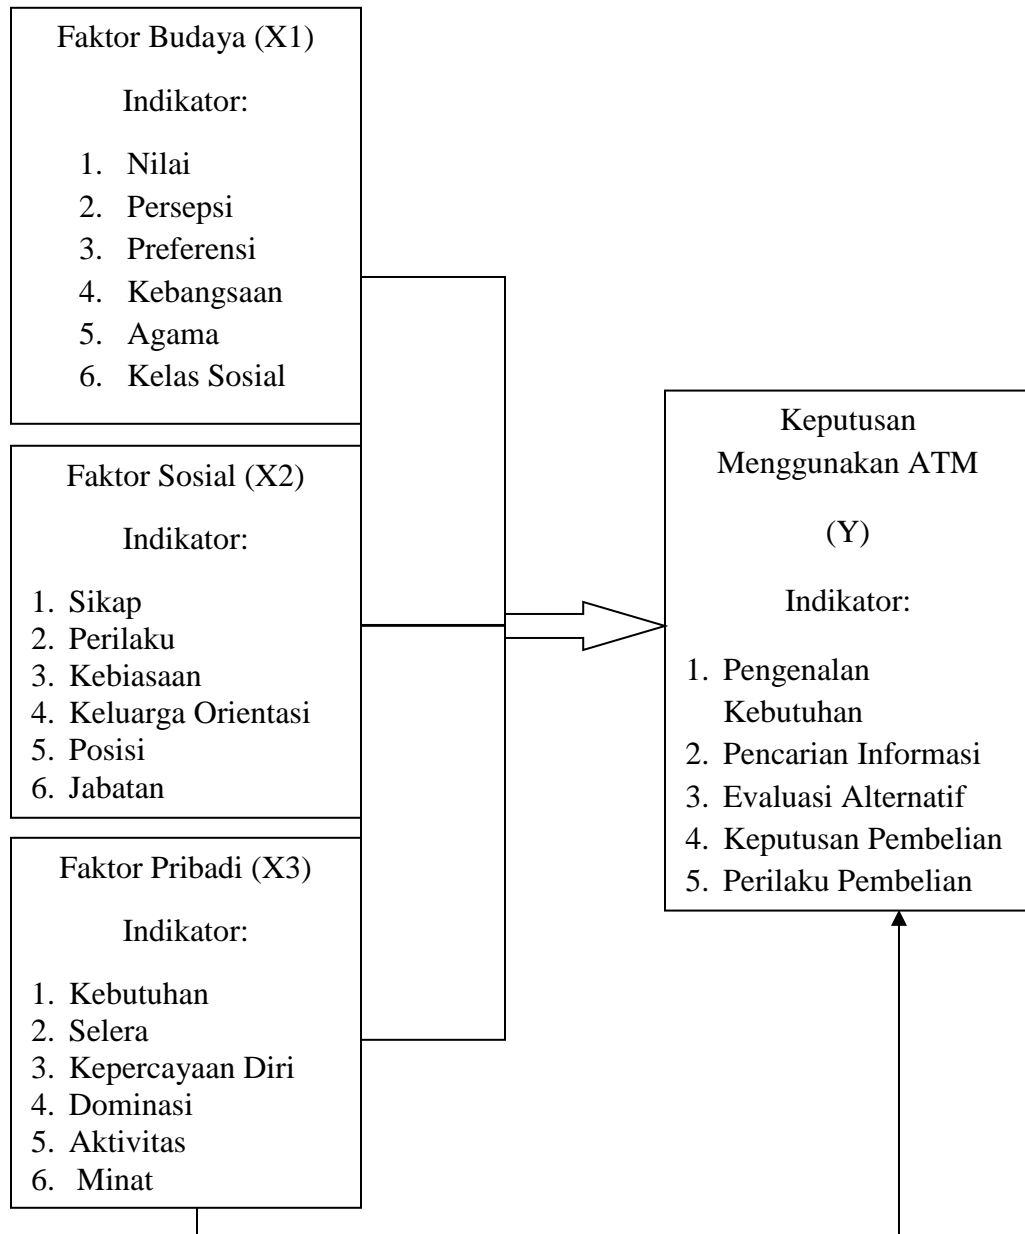 Faktor Budaya (X1)
Indikator:
1. Nilai
2. Persepsi
3. Preferensi
4. Kebangsaan
5. Agama
6. Kelas Sosial
Faktor Sosial (X2)
Indikator:
1. Sikap
2. Perilaku
3. Kebiasaan
4. Keluarga Orientasi
5. Posisi
6. Jabatan
Faktor Pribadi (X3)
Indikator:
1. Kebutuhan
2. Selera
3. Kepercayaan Diri
4. Dominasi
5. Aktivitas
6. Minat
Keputusan
Menggunakan ATM
(Y)
Indikator:
1. Pengenalan
Kebutuhan
2. Pencarian Informasi
3. Evaluasi Alternatif
4. Keputusan Pembelian
5. Perilaku Pembelian